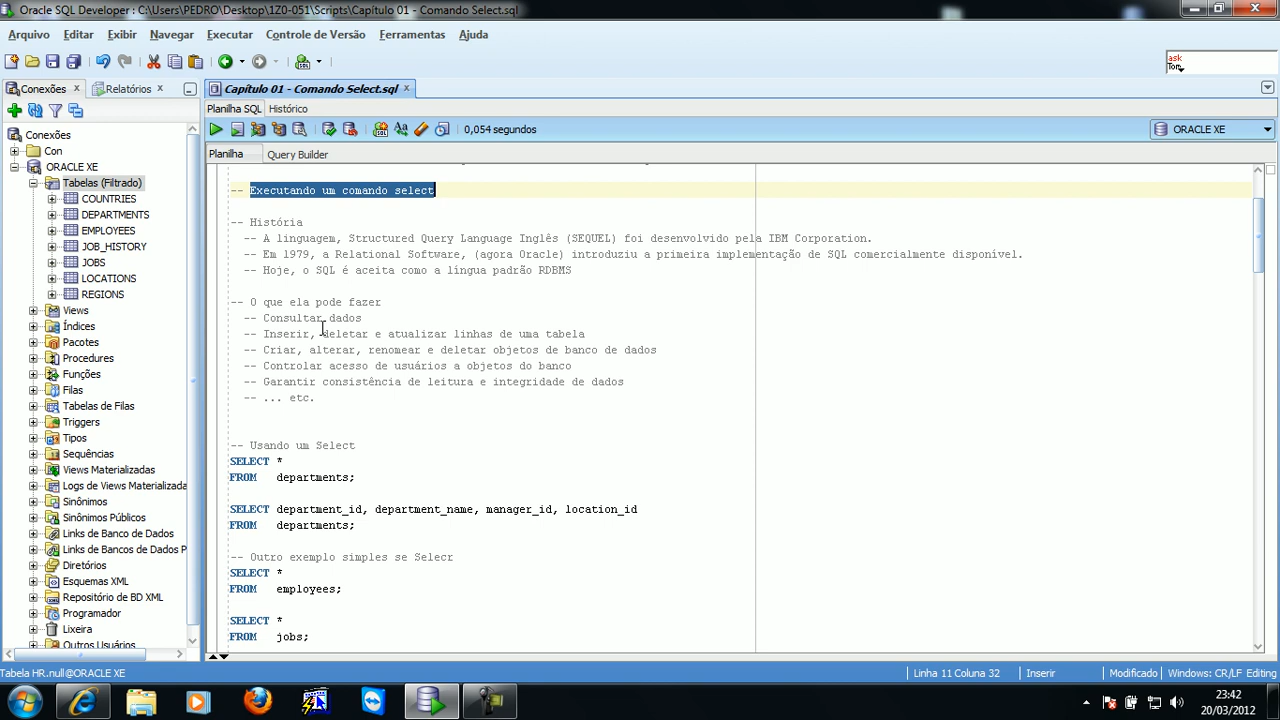 Oracle SQL Developer : C:\Users\PEDRO\Desktop\1Z0-051\Scripts\Capítulo 01 - Comando Select.sql
Arquivo Editar Exibir Navegar Executar Controle de Versão Ferramentas Ajuda
ask
Tom
Conexões Relatórios Capítulo 01 - Comando Select.sql
Planilha SQL Histórico
0,054 segundos ORACLE XE
Planilha Query Builder
Conexões
Con
ORACLE XE
Tabelas (Filtrado)
COUNTRIES
DEPARTMENTS
EMPLOYEES
JOB_HISTORY
JOBS
LOCATIONS
REGIONS
Views
Índices
Pacotes
Procedures
Funções
Filas
Tabelas de Filas
Triggers
Tipos
Sequências
Views Materializadas
Logs de Views Materializada
Sinônimos
Sinônimos Públicos
Links de Banco de Dados
Links de Bancos de Dados P
Diretórios
Esquemas XML
Repositório de BD XML
Programador
Lixeira
Outros Usuários
-- Executando um comando select
-- História
-- A linguagem, Structured Query Language Inglês (SEQUEL) foi desenvolvido pela IBM Corporation.
-- Em 1979, a Relational Software, (agora Oracle) introduziu a primeira implementação de SQL comercialmente disponível.
-- Hoje, o SQL é aceita como a língua padrão RDBMS
-- O que ela pode fazer
-- Consultar dados
-- Inserir, deletar e atualizar linhas de uma tabela
-- Criar, alterar, renomear e deletar objetos de banco de dados
-- Controlar acesso de usuários a objetos do banco
-- Garantir consistência de leitura e integridade de dados
-- ... etc.
-- Usando um Select
SELECT *
FROM departments;
SELECT department_id, department_name, manager_id, location_id
FROM departments;
-- Outro exemplo simples se Selecr
SELECT *
FROM employees;
SELECT *
FROM jobs;
Tabela HR.null@ORACLE XE Linha 11 Coluna 32 Inserir Modificado Windows: CR/LF Editing
23:42
20/03/2012